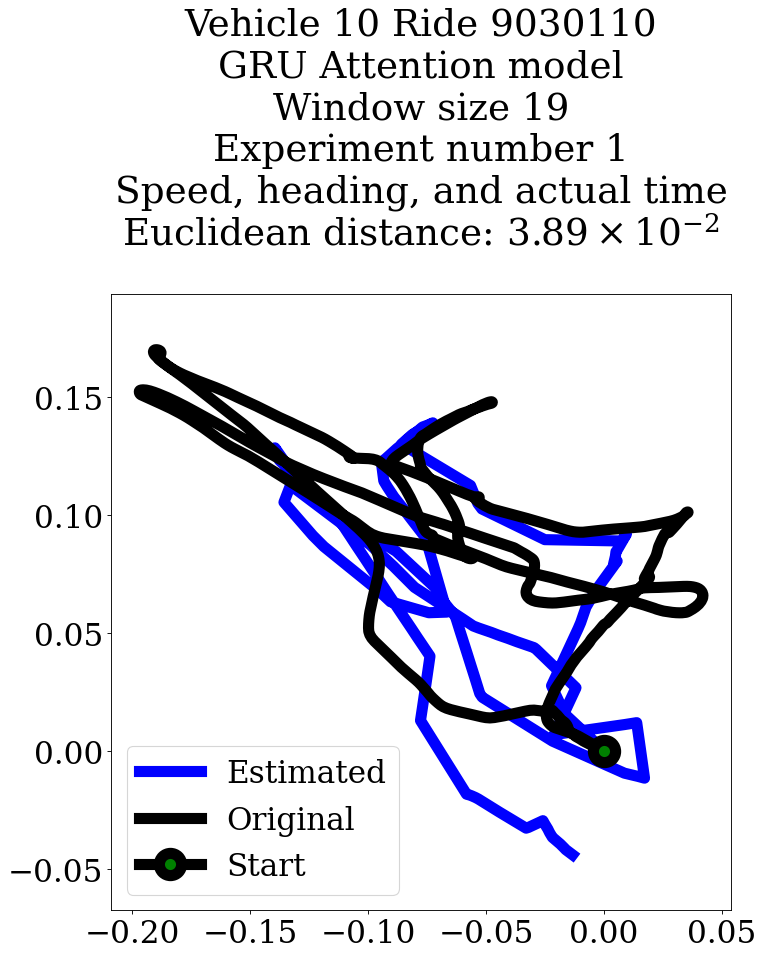 Vehicle 10 Ride 9030110
GRU Attention model
Window size 19
Experiment number 1
Speed, heading, and actual time
Euclidean distance: 3.89 × 10⁻²
0.15
0.10
0.05
0.00
−0.05
Estimated
Original
Start
−0.20 −0.15 −0.10 −0.05 0.00 0.05